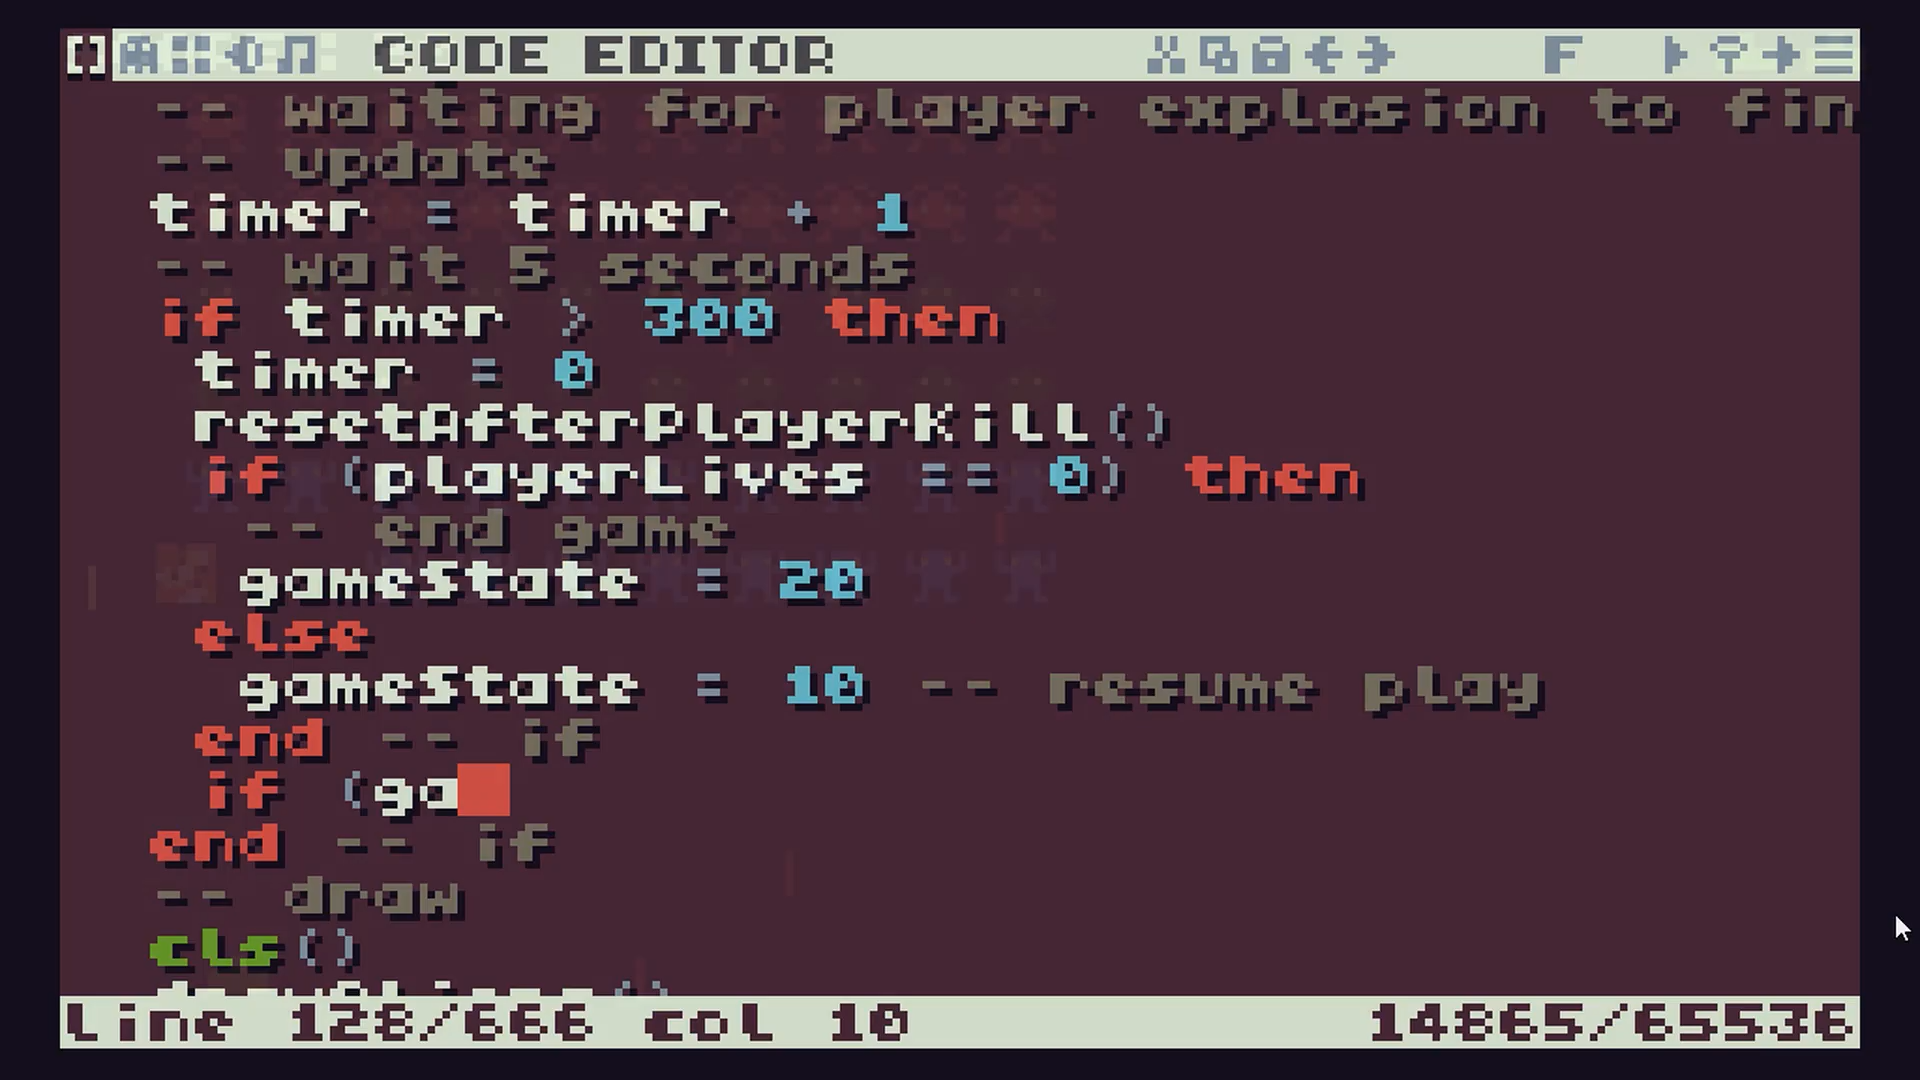 CODE EDITOR F
-- waiting for player explosion to fin
-- update
timer = timer + 1
-- wait 5 seconds
if timer > 300 then
timer = 0
resetAfterPlayerKill()
if (playerLives == 0) then
-- end game
gameState = 20
else
gameState = 10 -- resume play
end -- if
if (ga
end -- if
-- draw
cls()
line 128/666 col 10 14865/65536